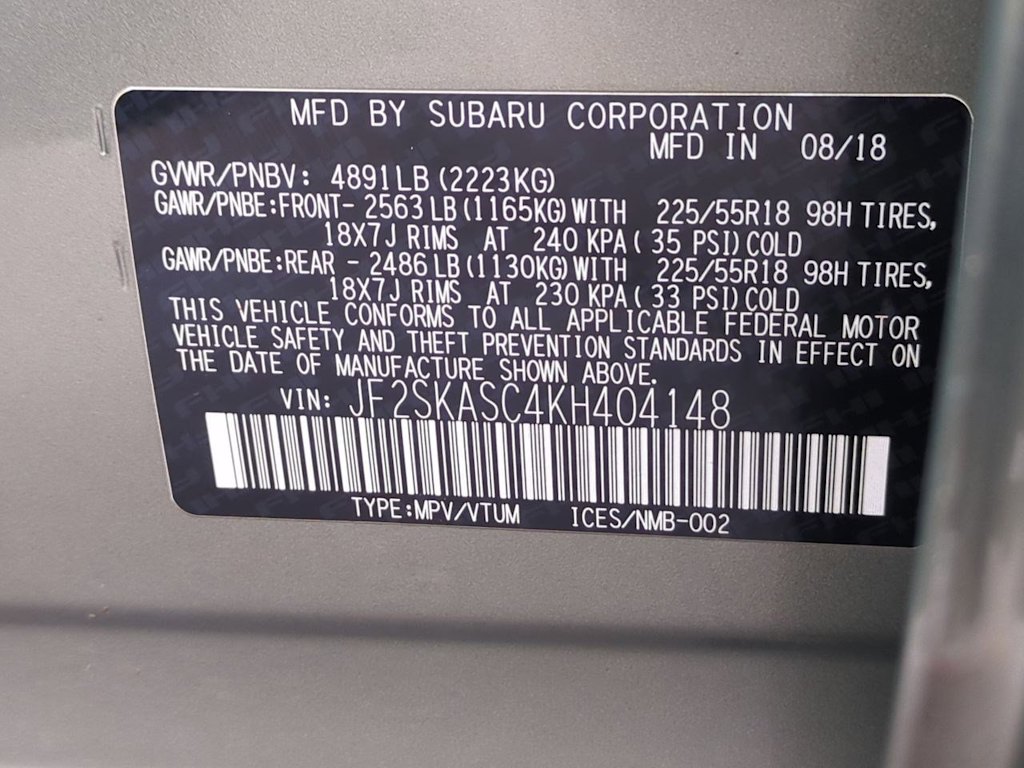 MFD BY SUBARU CORPORATION
MFD IN 08/18
GVWR/PNBV: 4891LB (2223KG)
GAWR/PNBE:FRONT- 2563 LB (1165KG) WITH 225/55R18 98H TIRES,
18X7J RIMS AT 240 KPA ( 35 PSI) COLD
GAWR/PNBE:REAR - 2486 LB (1130KG) WITH 225/55R18 98H TIRES,
18X7J RIMS AT 230 KPA ( 33 PSI) COLD
THIS VEHICLE CONFORMS TO ALL APPLICABLE FEDERAL MOTOR
VEHICLE SAFETY AND THEFT PREVENTION STANDARDS IN EFFECT ON
THE DATE OF MANUFACTURE SHOWN ABOVE.
VIN: JF2SKASC4KH404148
TYPE:MPV/VTUM ICES/NMB-002